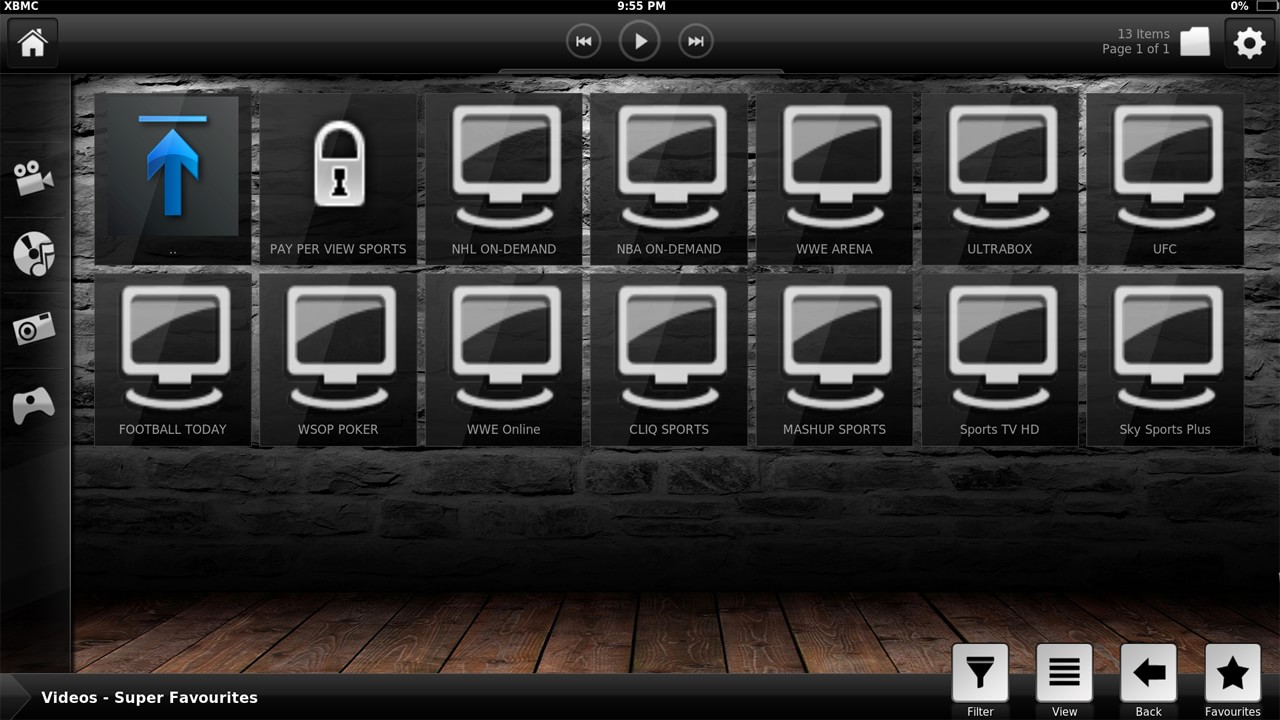 XBMC
9:55 PM
0%
13 Items
Page 1 of 1
..
PAY PER VIEW SPORTS
NHL ON-DEMAND
NBA ON-DEMAND
WWE ARENA
ULTRABOX
UFC
FOOTBALL TODAY
WSOP POKER
WWE Online
CLIQ SPORTS
MASHUP SPORTS
Sports TV HD
Sky Sports Plus
Videos - Super Favourites
Filter
View
Back
Favourites